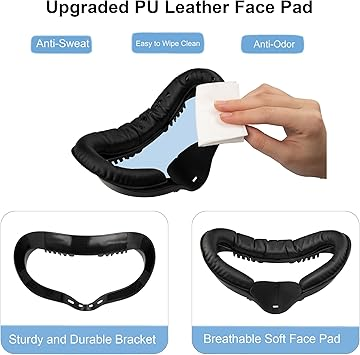 Upgraded PU Leather Face Pad
Anti-Sweat
Easy to Wipe Clean
Anti-Odor
Sturdy and Durable Bracket
Breathable Soft Face Pad